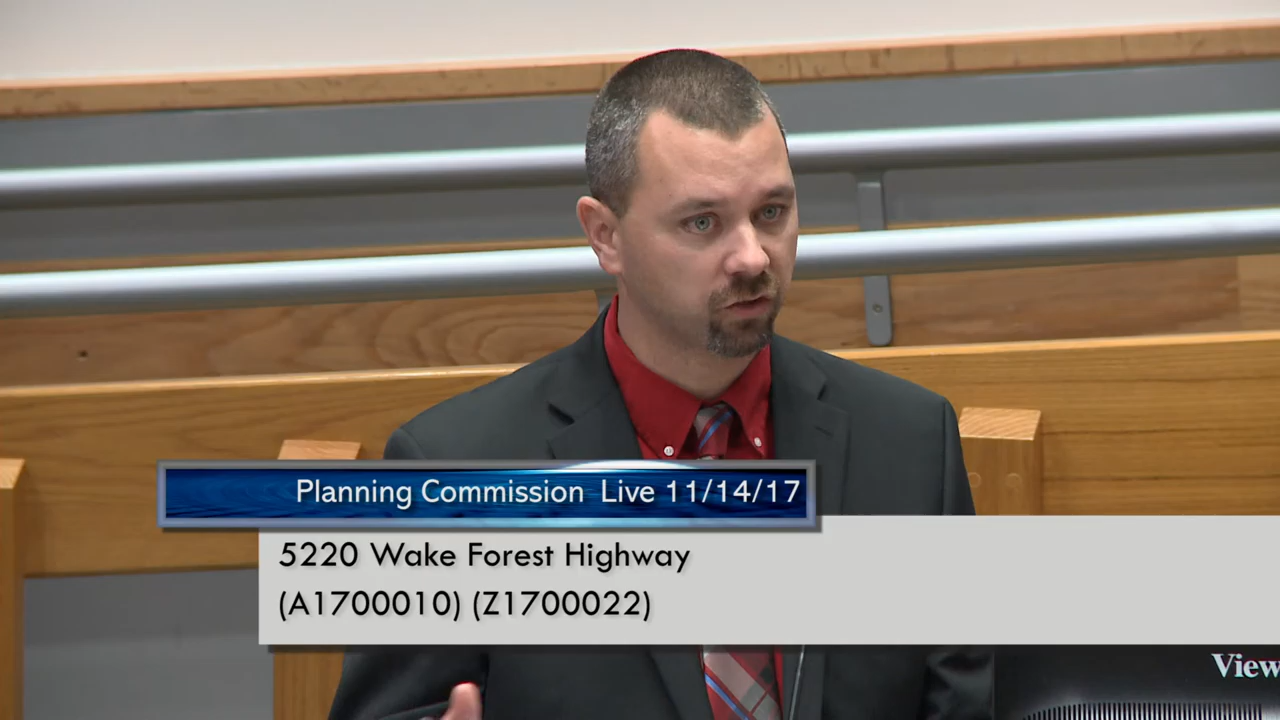 Planning Commission Live 11/14/17
5220 Wake Forest Highway
(A1700010) (Z1700022)
View